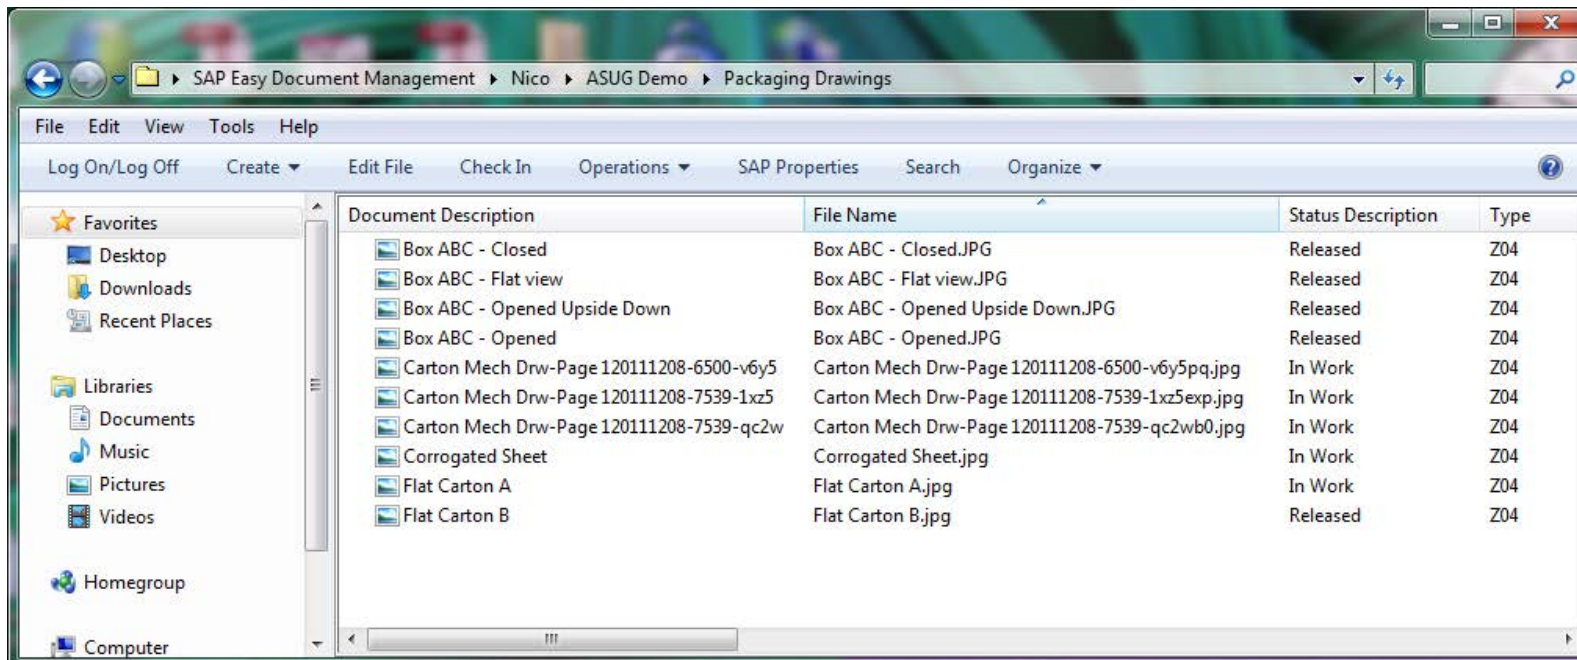 SAP Easy Document Management Nico ASUG Demo Packaging Drawings
File Edit View Tools Help
Log On/Log Off Create Edit File Check In Operations SAP Properties Search Organize
Favorites
Desktop
Downloads
Recent Places
Libraries
Documents
Music
Pictures
Videos
Homegroup
Computer
Document Description File Name Status Description Type
Box ABC - Closed Box ABC - Closed.JPG Released Z04
Box ABC - Flat view Box ABC - Flat view.JPG Released Z04
Box ABC - Opened Upside Down Box ABC - Opened Upside Down.JPG Released Z04
Box ABC - Opened Box ABC - Opened.JPG Released Z04
Carton Mech Drw-Page 120111208-6500-v6y5 Carton Mech Drw-Page 120111208-6500-v6y5pq.jpg In Work Z04
Carton Mech Drw-Page 120111208-7539-1xz5 Carton Mech Drw-Page 120111208-7539-1xz5exp.jpg In Work Z04
Carton Mech Drw-Page 120111208-7539-qc2w Carton Mech Drw-Page 120111208-7539-qc2wb0.jpg In Work Z04
Corrogated Sheet Corrogated Sheet.jpg In Work Z04
Flat Carton A Flat Carton A.jpg In Work Z04
Flat Carton B Flat Carton B.jpg Released Z04